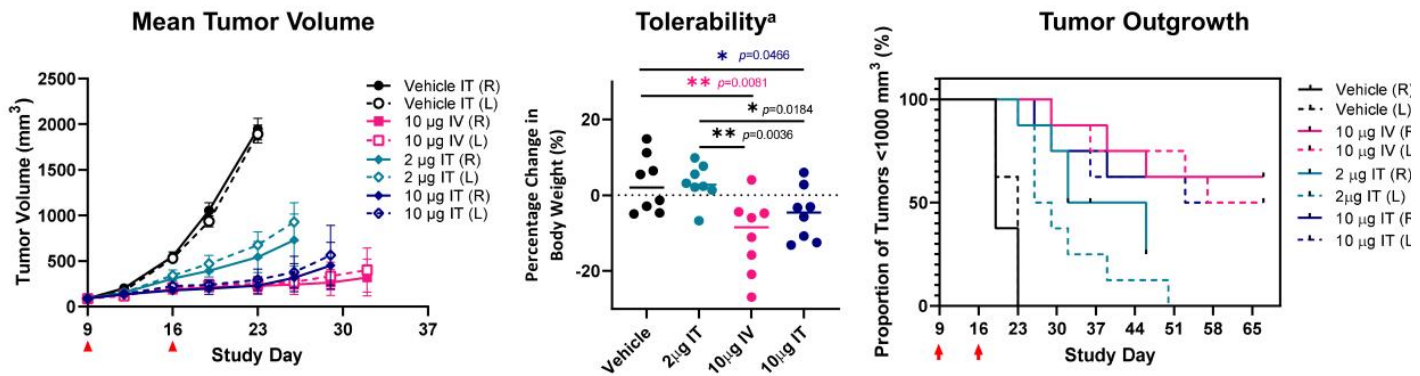 Mean Tumor Volume
Tumor Volume (mm³)
2500
2000
1500
1000
500
0
9
16
23
30
37
Study Day
Vehicle IT (R)
Vehicle IT (L)
10 µg IV (R)
10 µg IV (L)
2 µg IT (R)
2 µg IT (L)
10 µg IT (R)
10 µg IT (L)
Tolerabilityᵃ
* p=0.0466
** p=0.0081
* p=0.0184
** p=0.0036
Percentage Change in
Body Weight (%)
20
0
-20
Vehicle
2µg IT
10µg IV
10µg IT
Tumor Outgrowth
Proportion of Tumors <1000 mm³ (%)
100
50
0
9
16
23
30
37
44
51
58
65
Study Day
Vehicle (R)
Vehicle (L)
10 µg IV (R
10 µg IV (L
2 µg IT (R)
2µg IT (L)
10 µg IT (R
10 µg IT (L